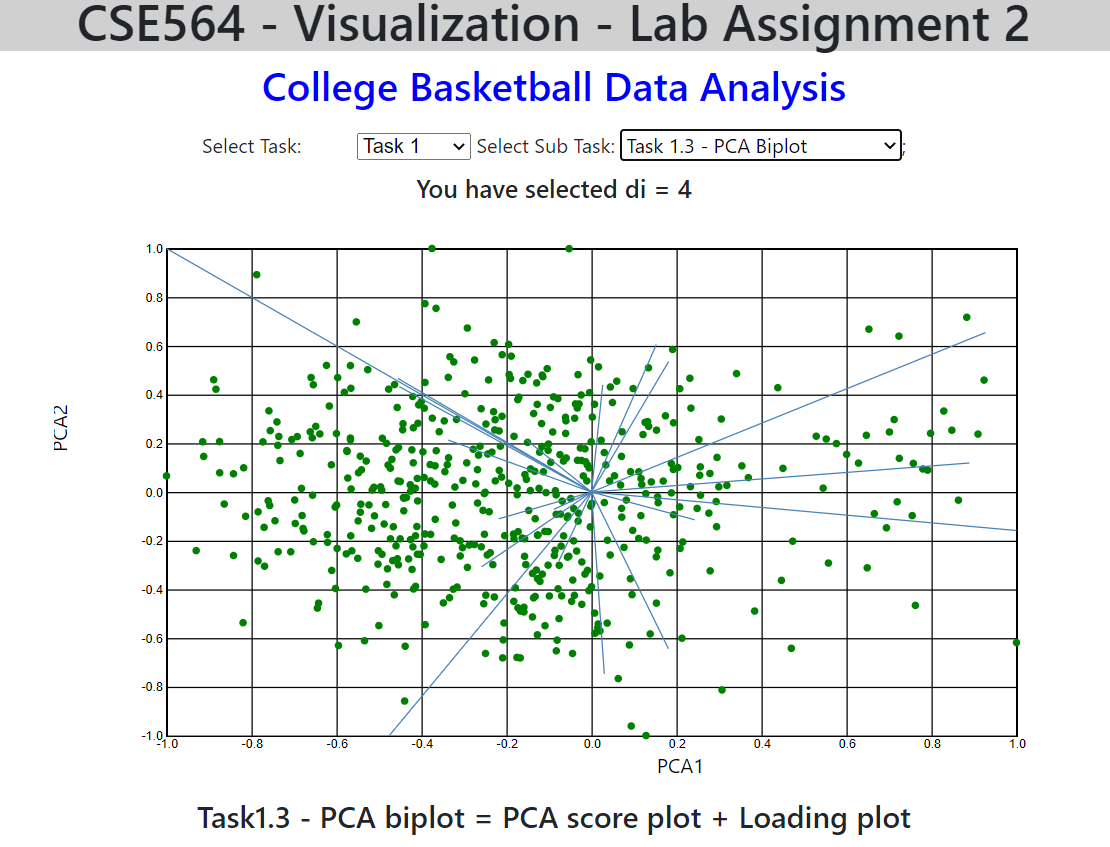 CSE564 - Visualization - Lab Assignment 2
College Basketball Data Analysis
Select Task: Task 1 Select Sub Task: Task 1.3 - PCA Biplot ;
You have selected di = 4
1.0
0.8
0.6
0.4
0.2
0.0
-0.2
-0.4
-0.6
-0.8
-1.0
PCA2
-1.0 -0.8 -0.6 -0.4 -0.2 0.0 0.2 0.4 0.6 0.8 1.0
PCA1
Task1.3 - PCA biplot = PCA score plot + Loading plot